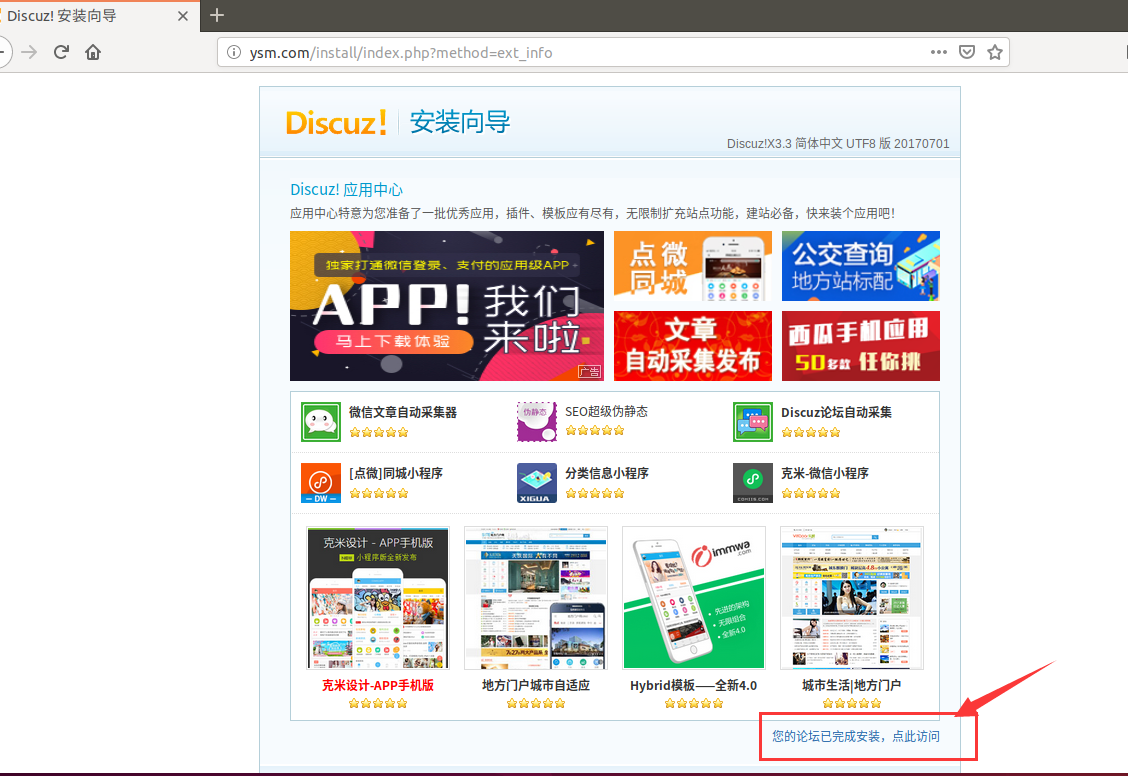 Discuz! 安装向导
ysm.com/install/index.php?method=ext_info
Discuz! 安装向导
Discuz!X3.3 简体中文 UTF8 版 20170701
Discuz! 应用中心
应用中心特意为您准备了一批优秀应用，插件、模板应有尽有，无限制扩充站点功能，建站必备，快来装个应用吧！
独家打通微信登录、支付的应用级APP
APP! 我们来啦
马上下载体验
广告
点微
同城
公交查询
地方站标配
文章
自动采集发布
西瓜手机应用
50多款 任你挑
微信文章自动采集器
伪静态
SEO超级伪静态
Discuz论坛自动采集
DW
[点微]同城小程序
XIGUA
分类信息小程序
COMIIS.COM
克米-微信小程序
克米设计 - APP手机版
NEW 小程序版全新发布
immwa.com
先进的架构
无限组合
全新4.0
克米设计-APP手机版
地方门户城市自适应
Hybrid模板——全新4.0
城市生活|地方门户
您的论坛已完成安装，点此访问